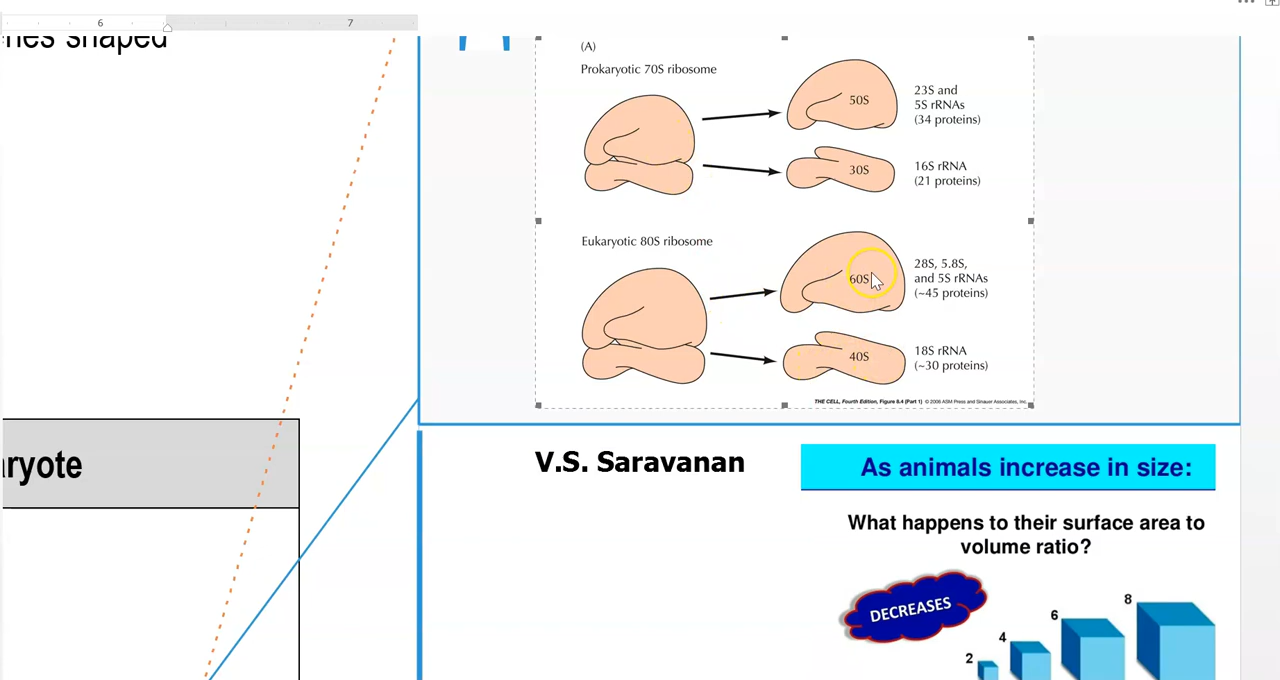 6
7
nes shaped
(A)
Prokaryotic 70S ribosome
50S
23S and
5S rRNAs
(34 proteins)
30S
16S rRNA
(21 proteins)
Eukaryotic 80S ribosome
60S
28S, 5.8S,
and 5S rRNAs
(~45 proteins)
40S
18S rRNA
(~30 proteins)
THE CELL, Fourth Edition, Figure 8.4 (Part 1) © 2006 ASM Press and Sinauer Associates, Inc.
aryote
V.S. Saravanan
As animals increase in size:
What happens to their surface area to
volume ratio?
DECREASES
2
4
6
8